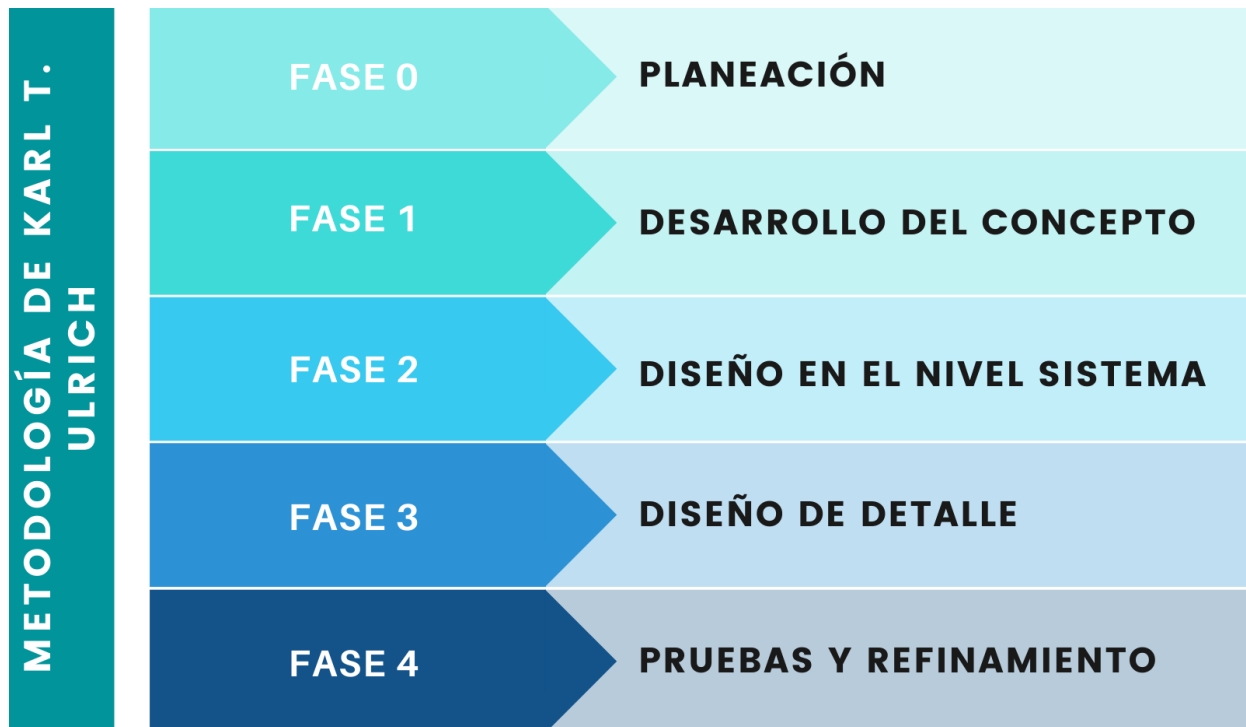 METODOLOGÍA DE KARL T.
ULRICH
FASE 0
PLANEACIÓN
FASE 1
DESARROLLO DEL CONCEPTO
FASE 2
DISEÑO EN EL NIVEL SISTEMA
FASE 3
DISEÑO DE DETALLE
FASE 4
PRUEBAS Y REFINAMIENTO